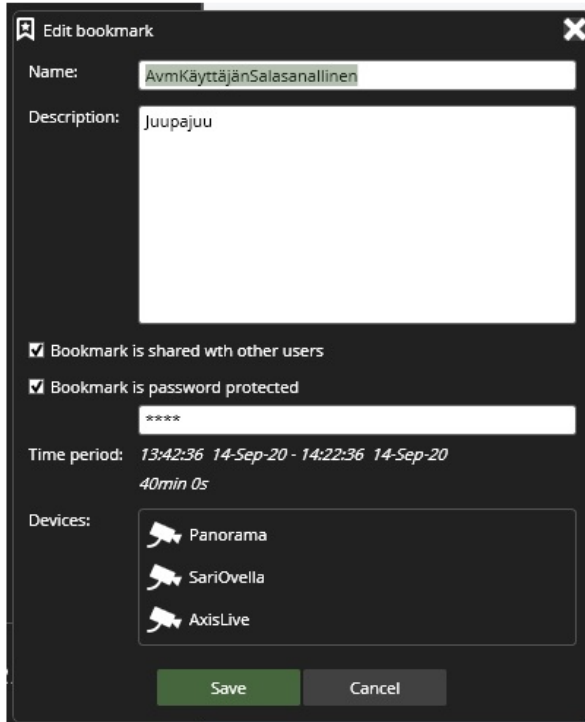 Edit bookmark
Name: AvmKäyttäjänSalasanallinen
Description: Juupajuu
Bookmark is shared wth other users
Bookmark is password protected
****
Time period: 13:42:36 14-Sep-20 - 14:22:36 14-Sep-20
40min 0s
Devices:
Panorama
SariOvella
AxisLive
Save Cancel